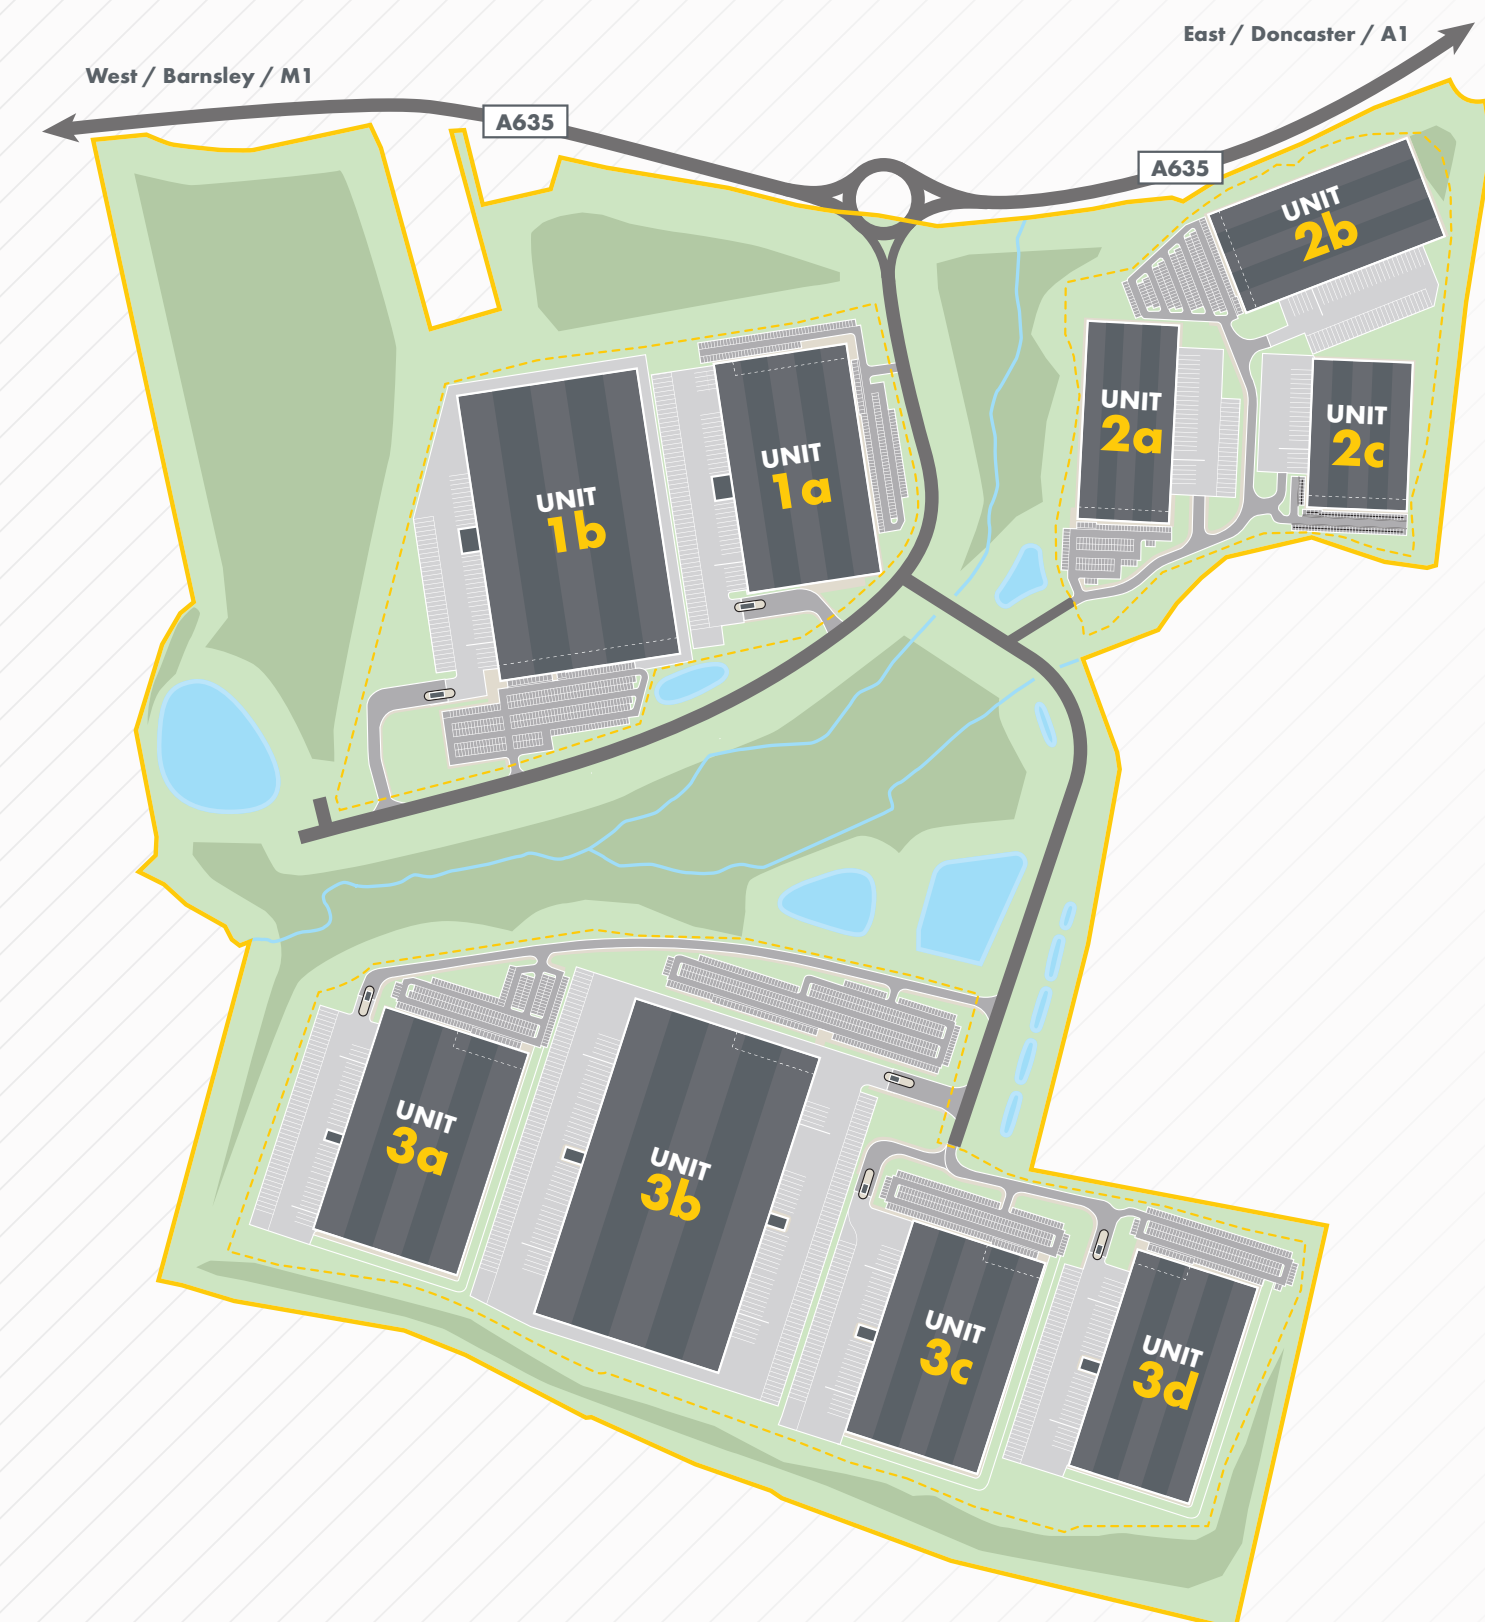 East / Doncaster / A1
West / Barnsley / M1
A635
A635
UNIT
2b
UNIT
2a
UNIT
2c
UNIT
1a
UNIT
1b
UNIT
3a
UNIT
3b
UNIT
3c
UNIT
3d